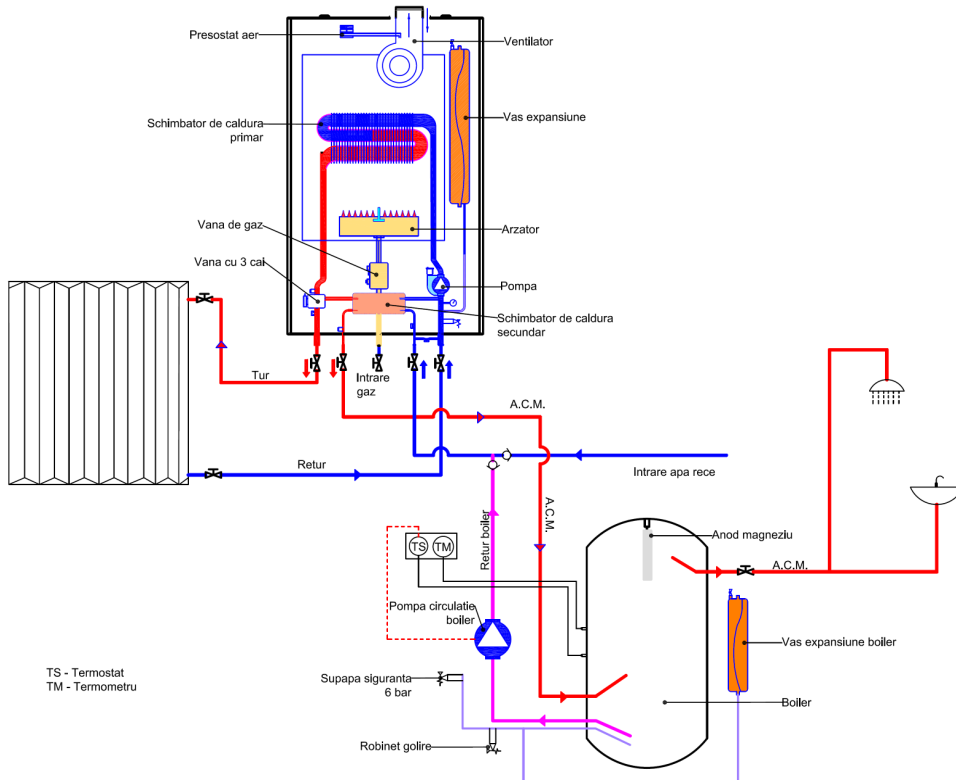 Presostat aer
Ventilator
Schimbator de caldura
primar
Vas expansiune
Vana de gaz
Arzator
Vana cu 3 cai
Pompa
Schimbator de caldura
secundar
Tur
Intrare
gaz
A.C.M.
Retur
Intrare apa rece
A.C.M.
Retur boiler
Anod magneziu
TS
TM
A.C.M.
Pompa circulatie
boiler
Vas expansiune boiler
TS - Termostat
TM - Termometru
Supapa siguranta
6 bar
Boiler
Robinet golire